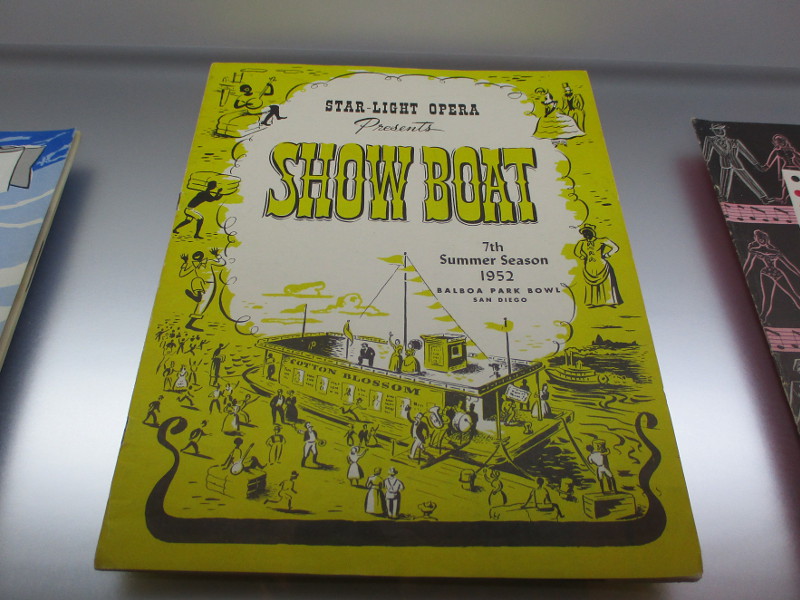 STAR-LIGHT OPERA
Presents
SHOW BOAT
7th
Summer Season
1952
BALBOA PARK BOWL
SAN DIEGO
COTTON BLOSSOM